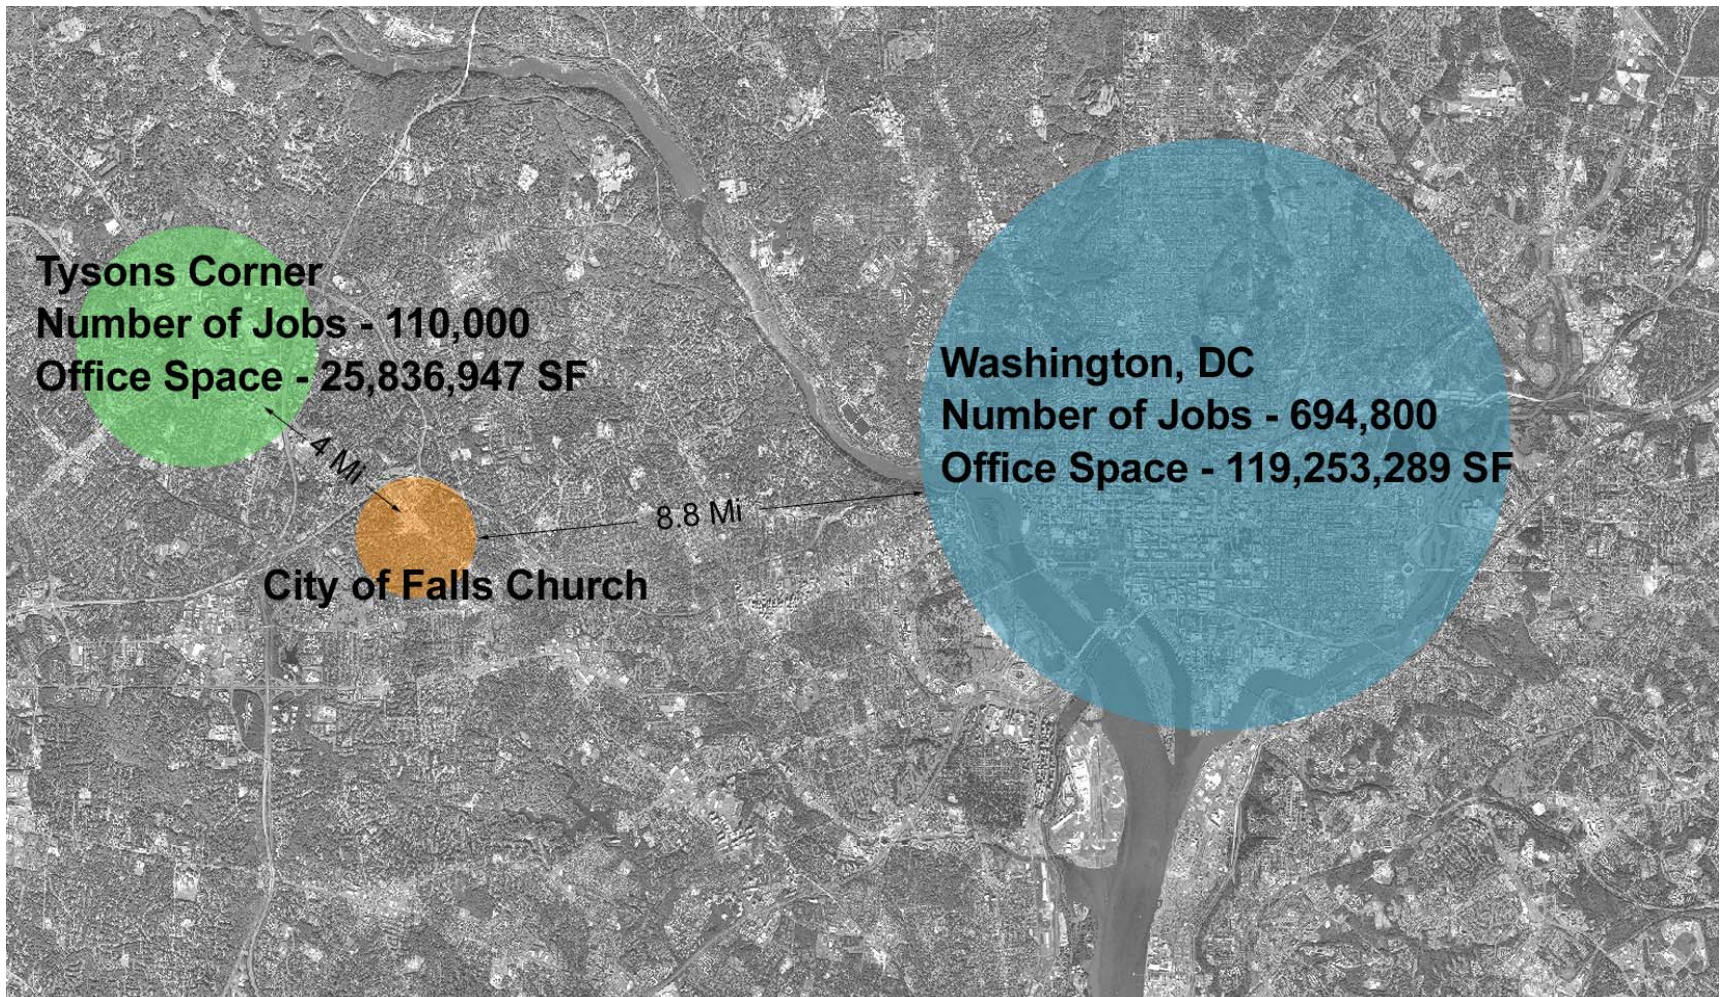 Tysons Corner
Number of Jobs - 110,000
Office Space - 25,836,947 SF
4 Mi
City of Falls Church
8.8 Mi
Washington, DC
Number of Jobs - 694,800
Office Space - 119,253,289 SF